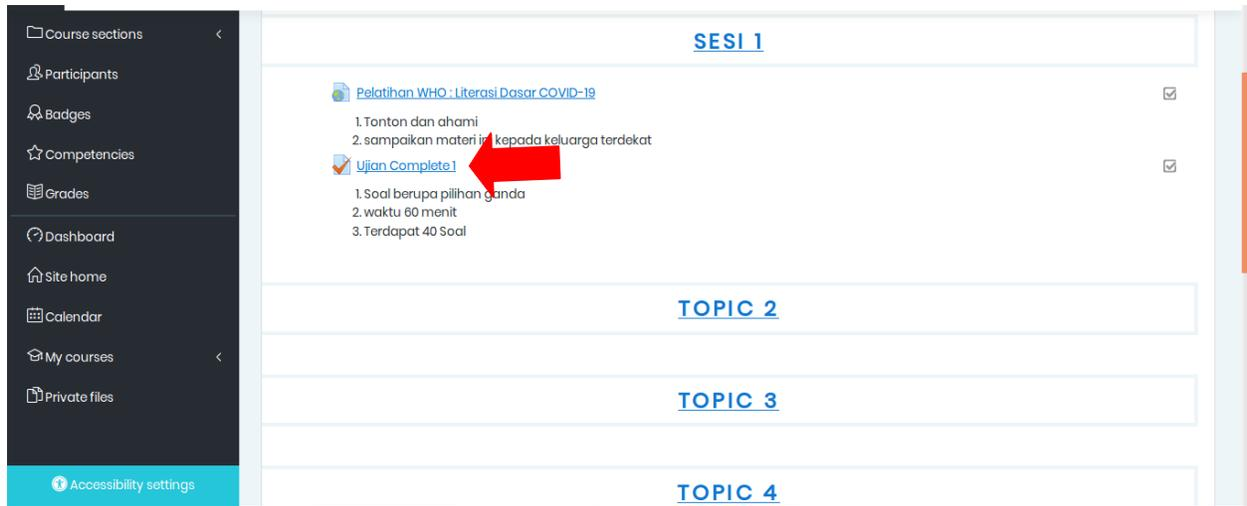 Course sections
Participants
Badges
Competencies
Grades
Dashboard
Site home
Calendar
My courses
Private files
Accessibility settings
SESI 1
Pelatihan WHO : Literasi Dasar COVID-19
1. Tonton dan ahami
2. sampaikan materi ini kepada keluarga terdekat
Ujian Complete 1
1. Soal berupa pilihan ganda
2. waktu 60 menit
3. Terdapat 40 Soal
TOPIC 2
TOPIC 3
TOPIC 4